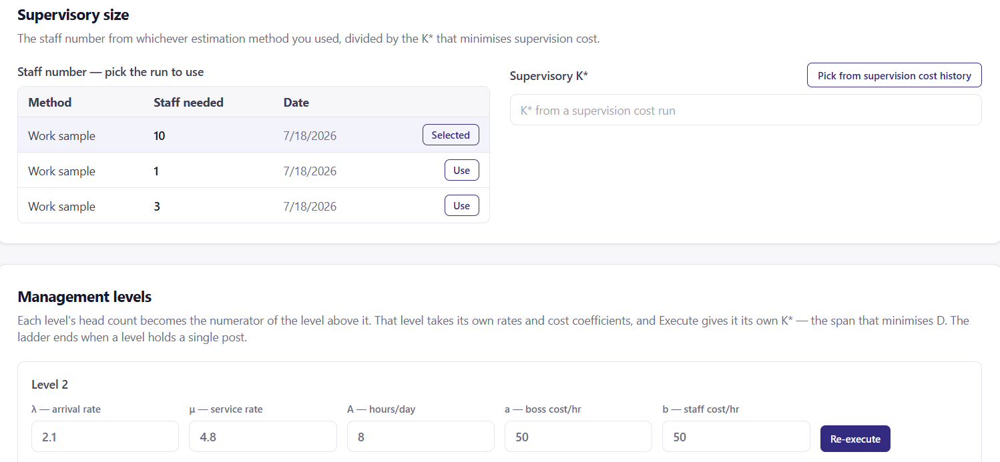 Supervisory size
The staff number from whichever estimation method you used, divided by the K* that minimises supervision cost.
Staff number — pick the run to use
Method Staff needed Date
Work sample 10 7/18/2026 Selected
Work sample 1 7/18/2026 Use
Work sample 3 7/18/2026 Use
Supervisory K* Pick from supervision cost history
K* from a supervision cost run
Management levels
Each level's head count becomes the numerator of the level above it. That level takes its own rates and cost coefficients, and Execute gives it its own K* — the span that minimises D. The
ladder ends when a level holds a single post.
Level 2
λ — arrival rate μ — service rate A — hours/day a — boss cost/hr b — staff cost/hr
2.1 4.8 8 50 50 Re-execute